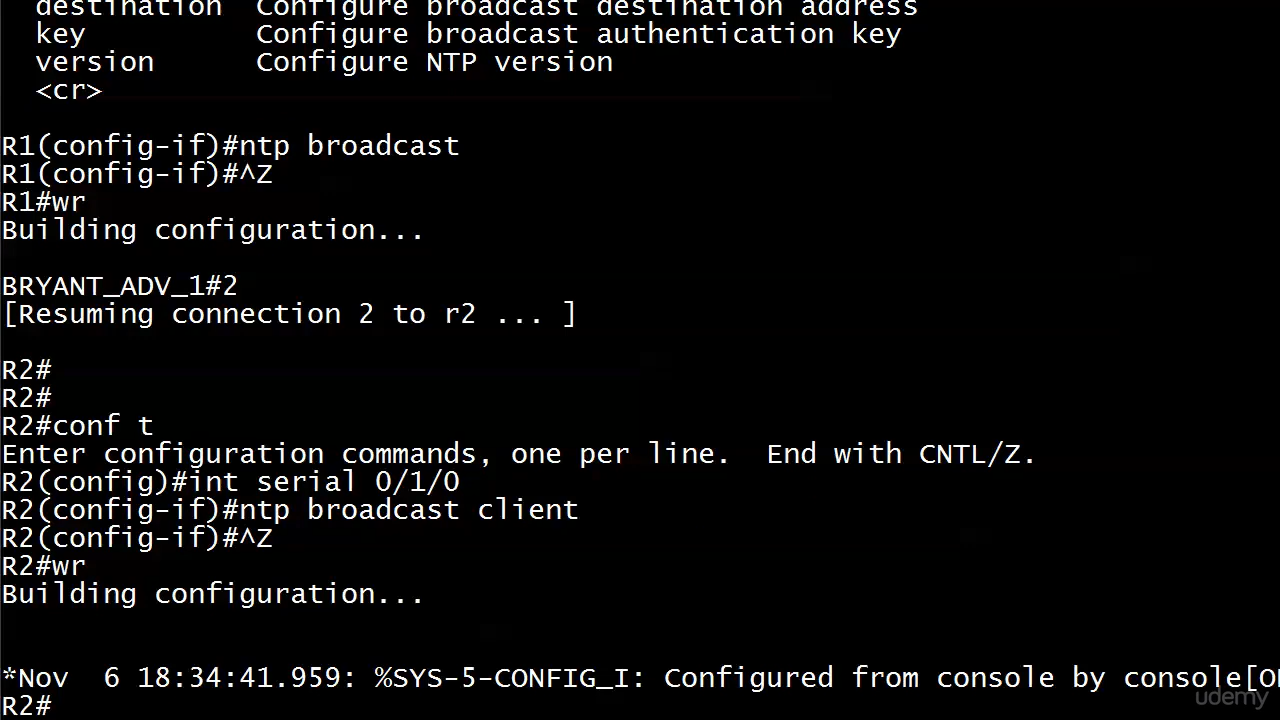 destination  Configure broadcast destination address
key          Configure broadcast authentication key
version      Configure NTP version
<cr>
R1(config-if)#ntp broadcast
R1(config-if)#^Z
R1#wr
Building configuration...
BRYANT_ADV_1#2
[Resuming connection 2 to r2 ... ]
R2#
R2#
R2#conf t
Enter configuration commands, one per line.  End with CNTL/Z.
R2(config)#int serial 0/1/0
R2(config-if)#ntp broadcast client
R2(config-if)#^Z
R2#wr
Building configuration...
*Nov  6 18:34:41.959: %SYS-5-CONFIG_I: Configured from console by console[O
R2#
udemy